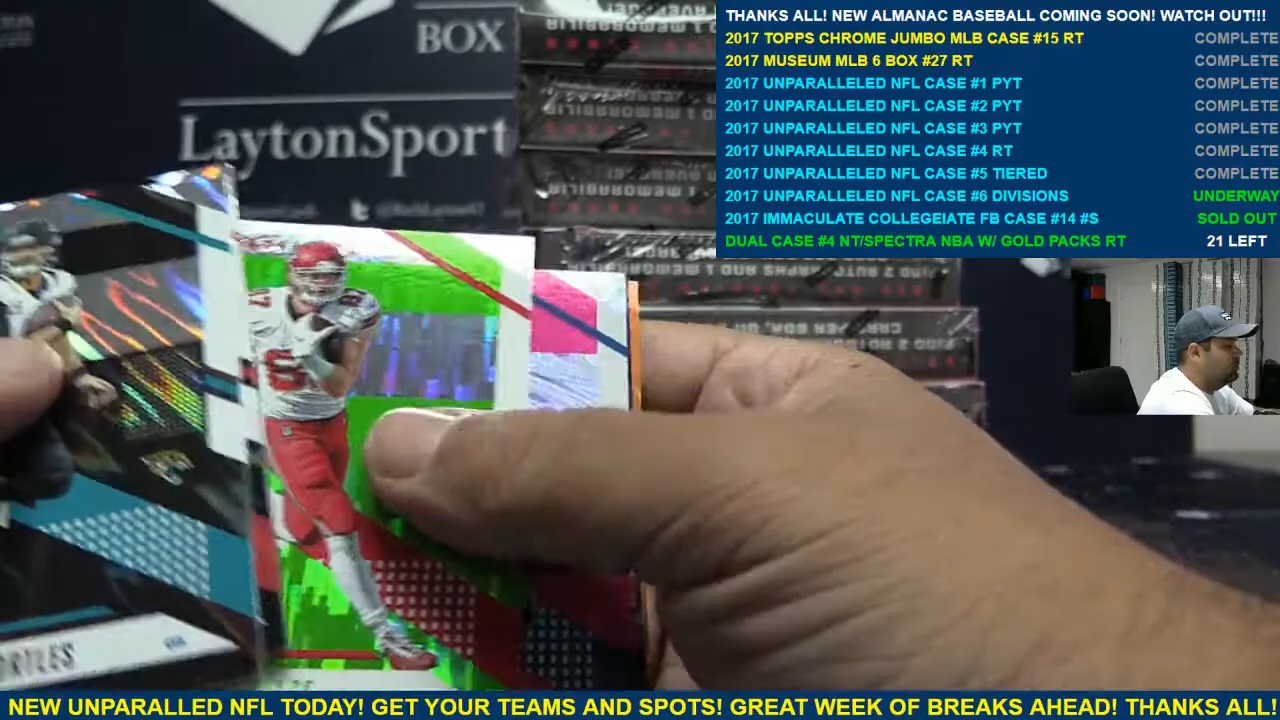 BOX
LaytonSport
THANKS ALL! NEW ALMANAC BASEBALL COMING SOON! WATCH OUT!!!
2017 TOPPS CHROME JUMBO MLB CASE #15 RT COMPLETE
2017 MUSEUM MLB 6 BOX #27 RT COMPLETE
2017 UNPARALLELED NFL CASE #1 PYT COMPLETE
2017 UNPARALLELED NFL CASE #2 PYT COMPLETE
2017 UNPARALLELED NFL CASE #3 PYT COMPLETE
2017 UNPARALLELED NFL CASE #4 RT COMPLETE
2017 UNPARALLELED NFL CASE #5 TIERED COMPLETE
2017 UNPARALLELED NFL CASE #6 DIVISIONS UNDERWAY
2017 IMMACULATE COLLEGEIATE FB CASE #14 #S SOLD OUT
DUAL CASE #4 NT/SPECTRA NBA W/ GOLD PACKS RT 21 LEFT
ORTLES
NEW UNPARALLED NFL TODAY! GET YOUR TEAMS AND SPOTS! GREAT WEEK OF BREAKS AHEAD! THANKS ALL!